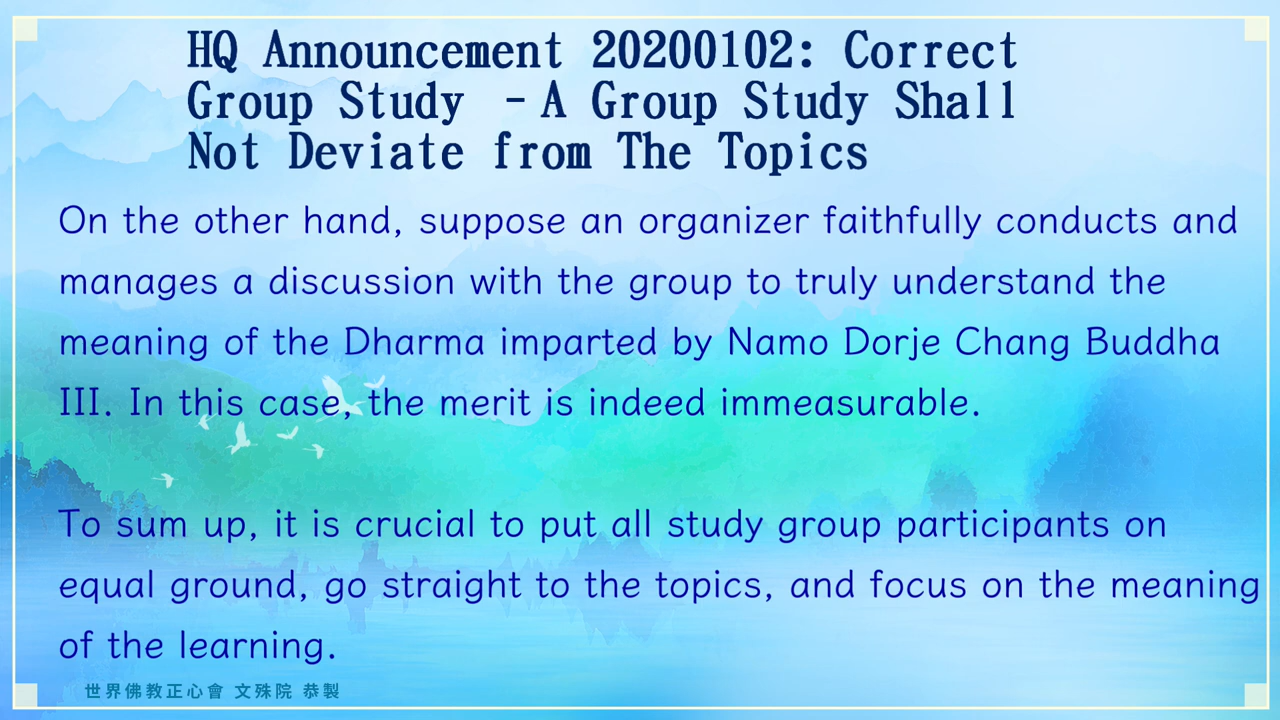 HQ Announcement 20200102: Correct
Group Study - A Group Study Shall
Not Deviate from The Topics
On the other hand, suppose an organizer faithfully conducts and
manages a discussion with the group to truly understand the
meaning of the Dharma imparted by Namo Dorje Chang Buddha
III. In this case, the merit is indeed immeasurable.
To sum up, it is crucial to put all study group participants on
equal ground, go straight to the topics, and focus on the meaning
of the learning.
世界佛教正心會 文殊院 恭製